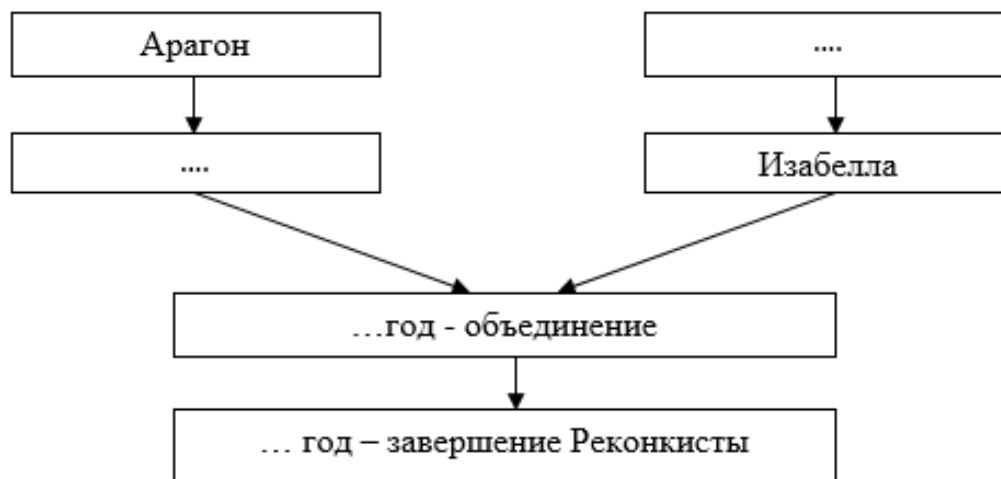 Арагон
....
....
Изабелла
…год - объединение
… год – завершение Реконкисты